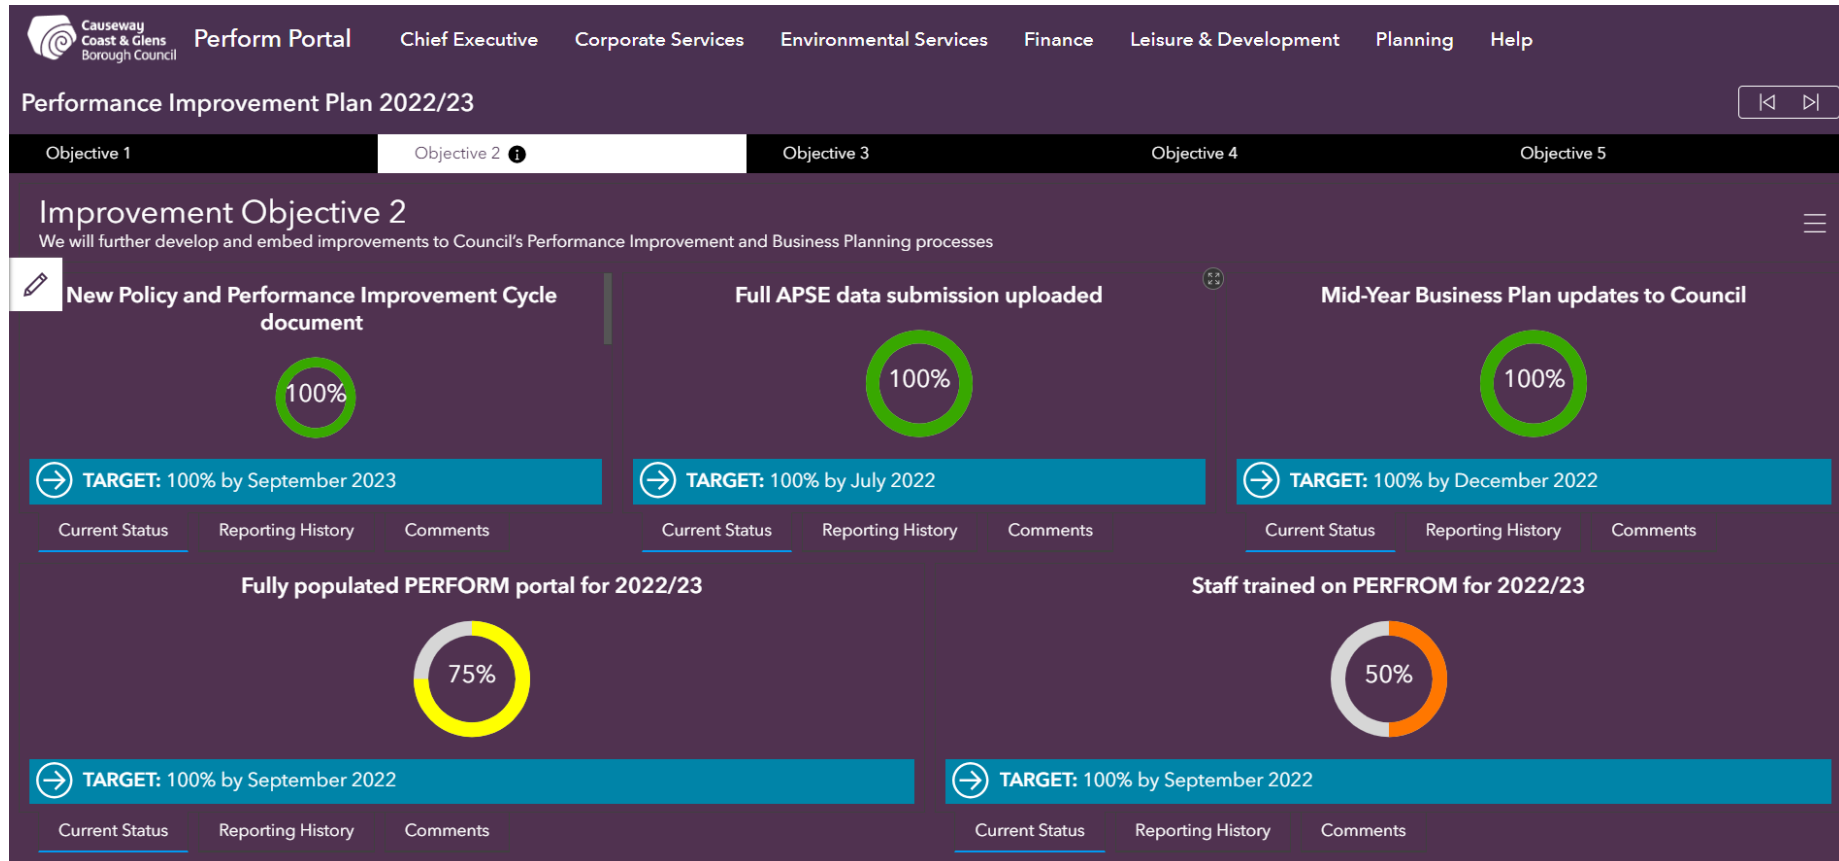 Causeway
Coast & Glens
Borough Council
Perform Portal
Chief Executive
Corporate Services
Environmental Services
Finance
Leisure & Development
Planning
Help
Performance Improvement Plan 2022/23
Objective 1
Objective 2
Objective 3
Objective 4
Objective 5
Improvement Objective 2
We will further develop and embed improvements to Council's Performance Improvement and Business Planning processes
New Policy and Performance Improvement Cycle
document
100%
TARGET: 100% by September 2023
Current Status
Reporting History
Comments
Full APSE data submission uploaded
100%
TARGET: 100% by July 2022
Current Status
Reporting History
Comments
Mid-Year Business Plan updates to Council
100%
TARGET: 100% by December 2022
Current Status
Reporting History
Comments
Fully populated PERFORM portal for 2022/23
75%
TARGET: 100% by September 2022
Current Status
Reporting History
Comments
Staff trained on PERFROM for 2022/23
50%
TARGET: 100% by September 2022
Current Status
Reporting History
Comments